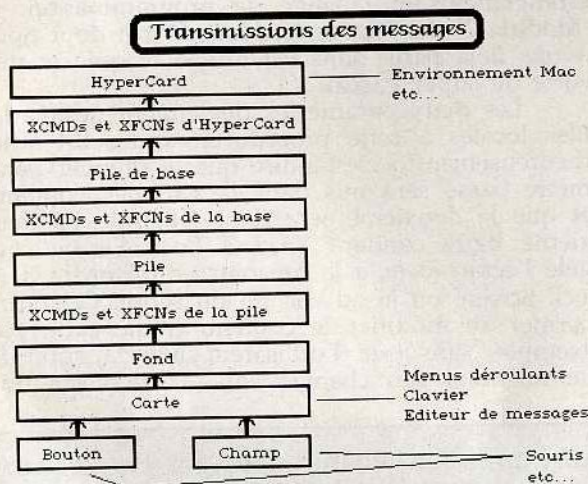 Transmissions des messages
HyperCard
Environnement Mac
etc...
XCMDs et XFCNs d'HyperCard
Pile de base
XCMDs et XFCNs de la base
Pile
XCMDs et XFCNs de la pile
Fond
Carte
Menus déroulants
Clavier
Editeur de messages
Bouton
Champ
Souris
etc...